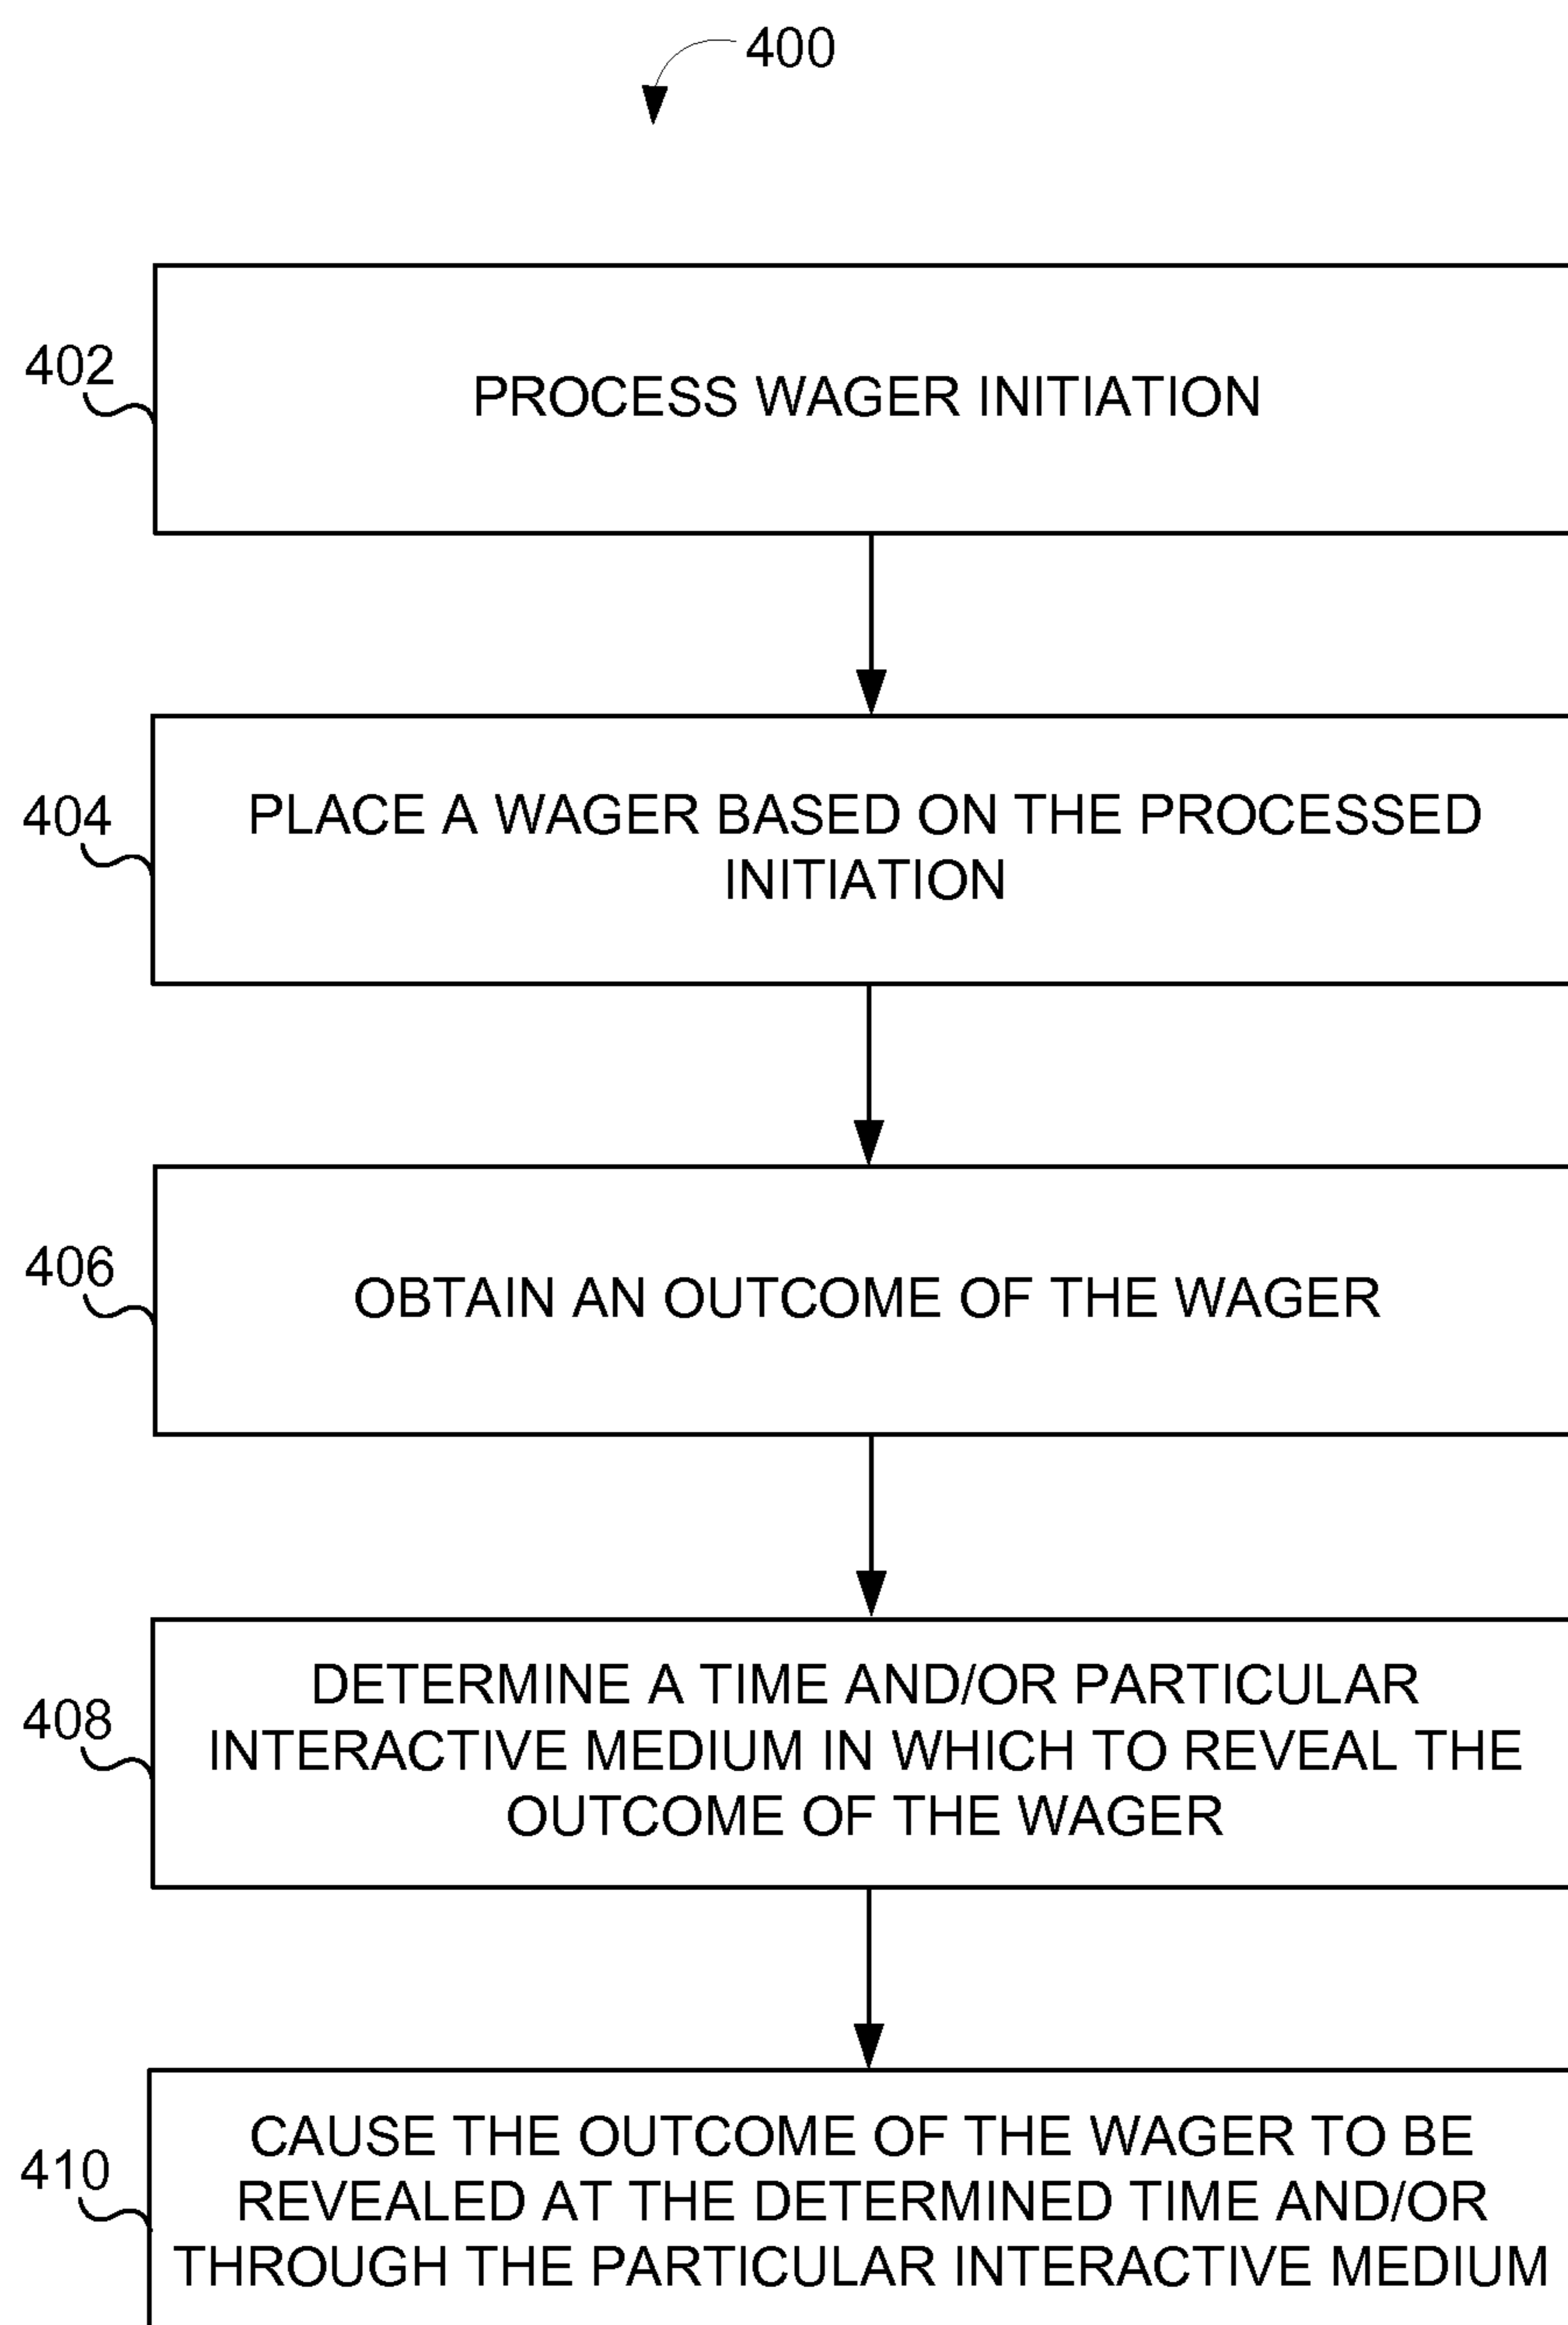 400
402
PROCESS WAGER INITIATION
404
PLACE A WAGER BASED ON THE PROCESSED
INITIATION
406
OBTAIN AN OUTCOME OF THE WAGER
408
DETERMINE A TIME AND/OR PARTICULAR
INTERACTIVE MEDIUM IN WHICH TO REVEAL THE
OUTCOME OF THE WAGER
410
CAUSE THE OUTCOME OF THE WAGER TO BE
REVEALED AT THE DETERMINED TIME AND/OR
THROUGH THE PARTICULAR INTERACTIVE MEDIUM